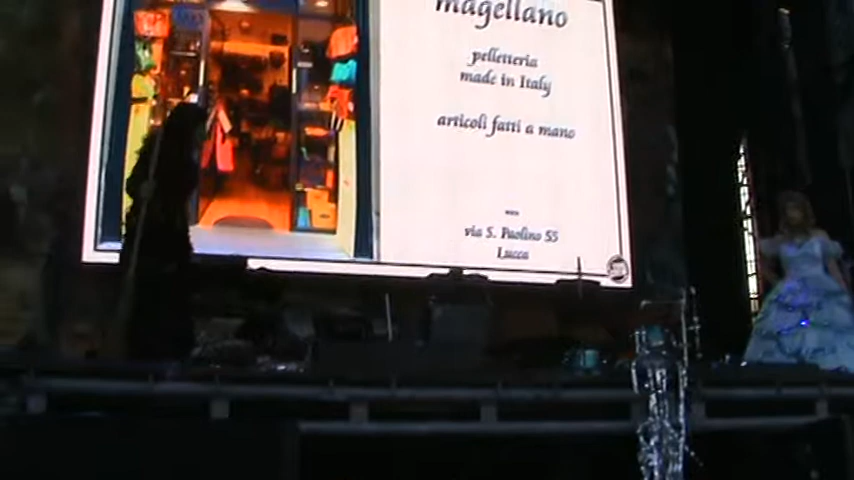 magellano
pelletteria
made in Italy
articoli fatti a mano
via S. Paolino 55
Lucca